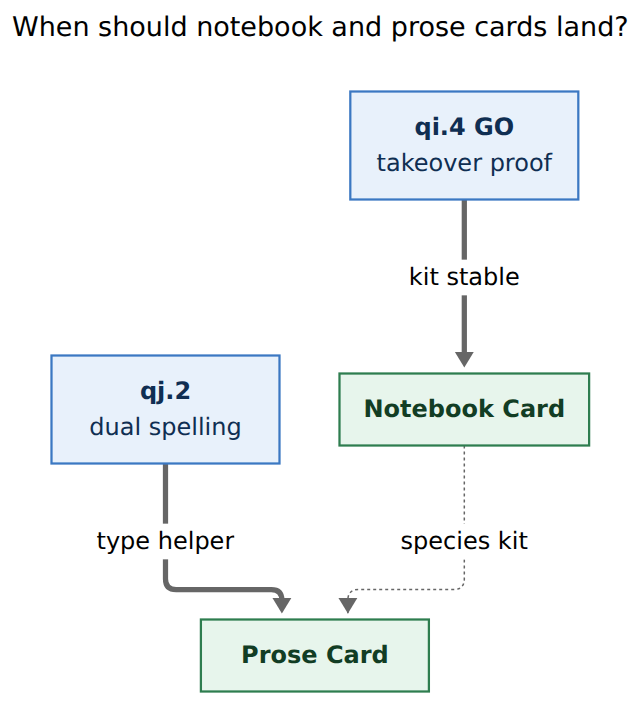 When should notebook and prose cards land?
qi.4 GO
takeover proof
kit stable
qj.2
dual spelling
Notebook Card
type helper
species kit
Prose Card